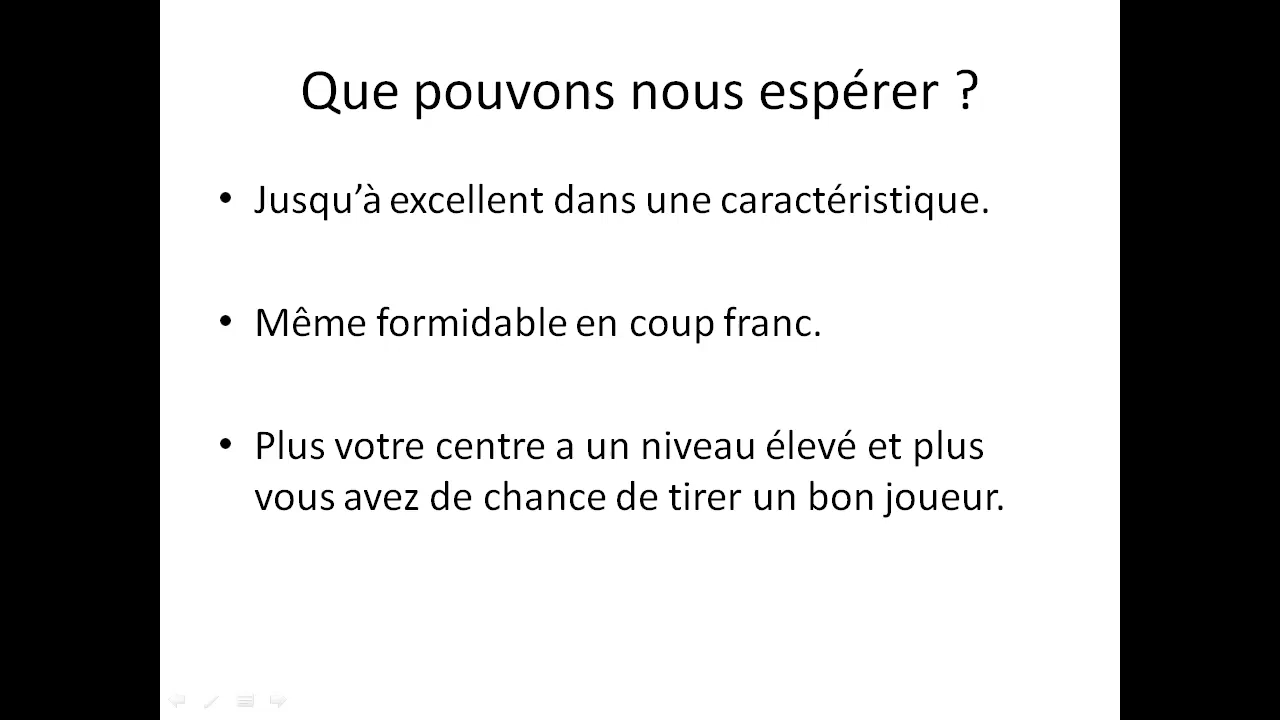 Que pouvons nous espérer ?
• Jusqu’à excellent dans une caractéristique.
• Même formidable en coup franc.
• Plus votre centre a un niveau élevé et plus
vous avez de chance de tirer un bon joueur.